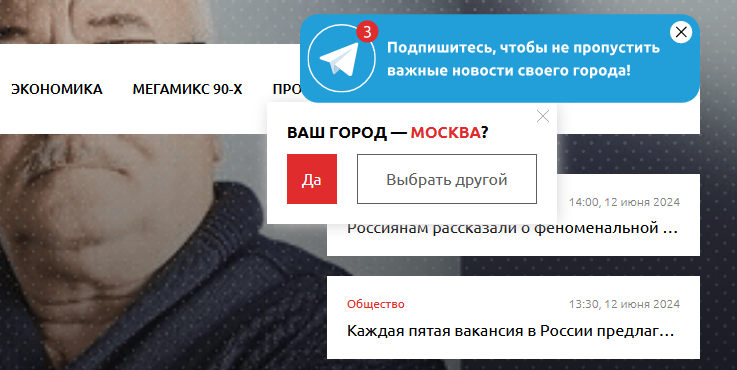 3
Подпишитесь, чтобы не пропустить
важные новости своего города!
ЭКОНОМИКА МЕГАМИКС 90-Х ПРО
ВАШ ГОРОД — МОСКВА?
Да Выбрать другой
14:00, 12 июня 2024
Россиянам рассказали о феноменальной ...
Общество 13:30, 12 июня 2024
Каждая пятая вакансия в России предлаг...